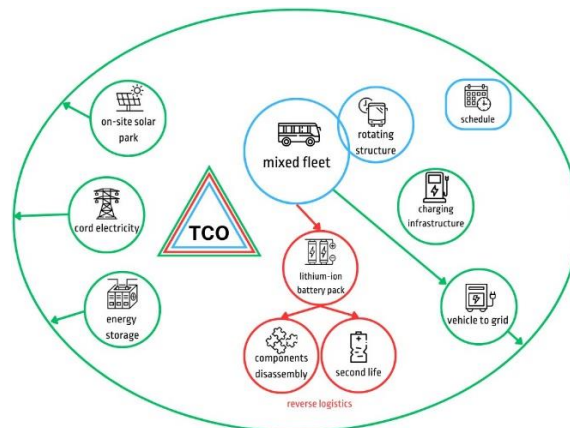 on-site solar
park
rotating
structure
schedule
mixed fleet
cord electricity
TCO
charging
infrastructure
lithium-ion
battery pack
energy
storage
vehicle to grid
components
disassembly
second life
reverse logistics